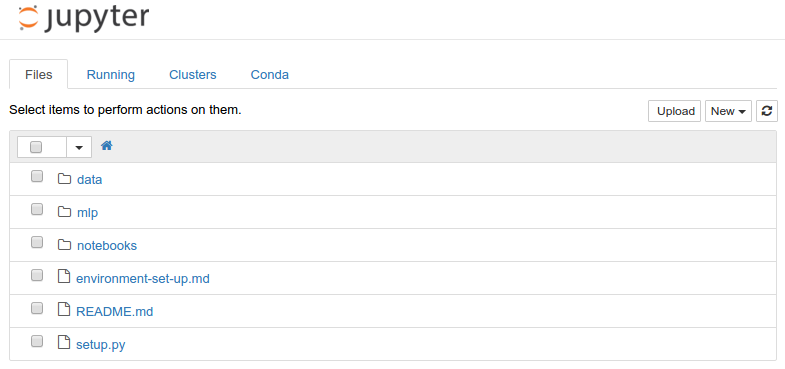 jupyter
Files Running Clusters Conda
Select items to perform actions on them. Upload New
data
mlp
notebooks
environment-set-up.md
README.md
setup.py